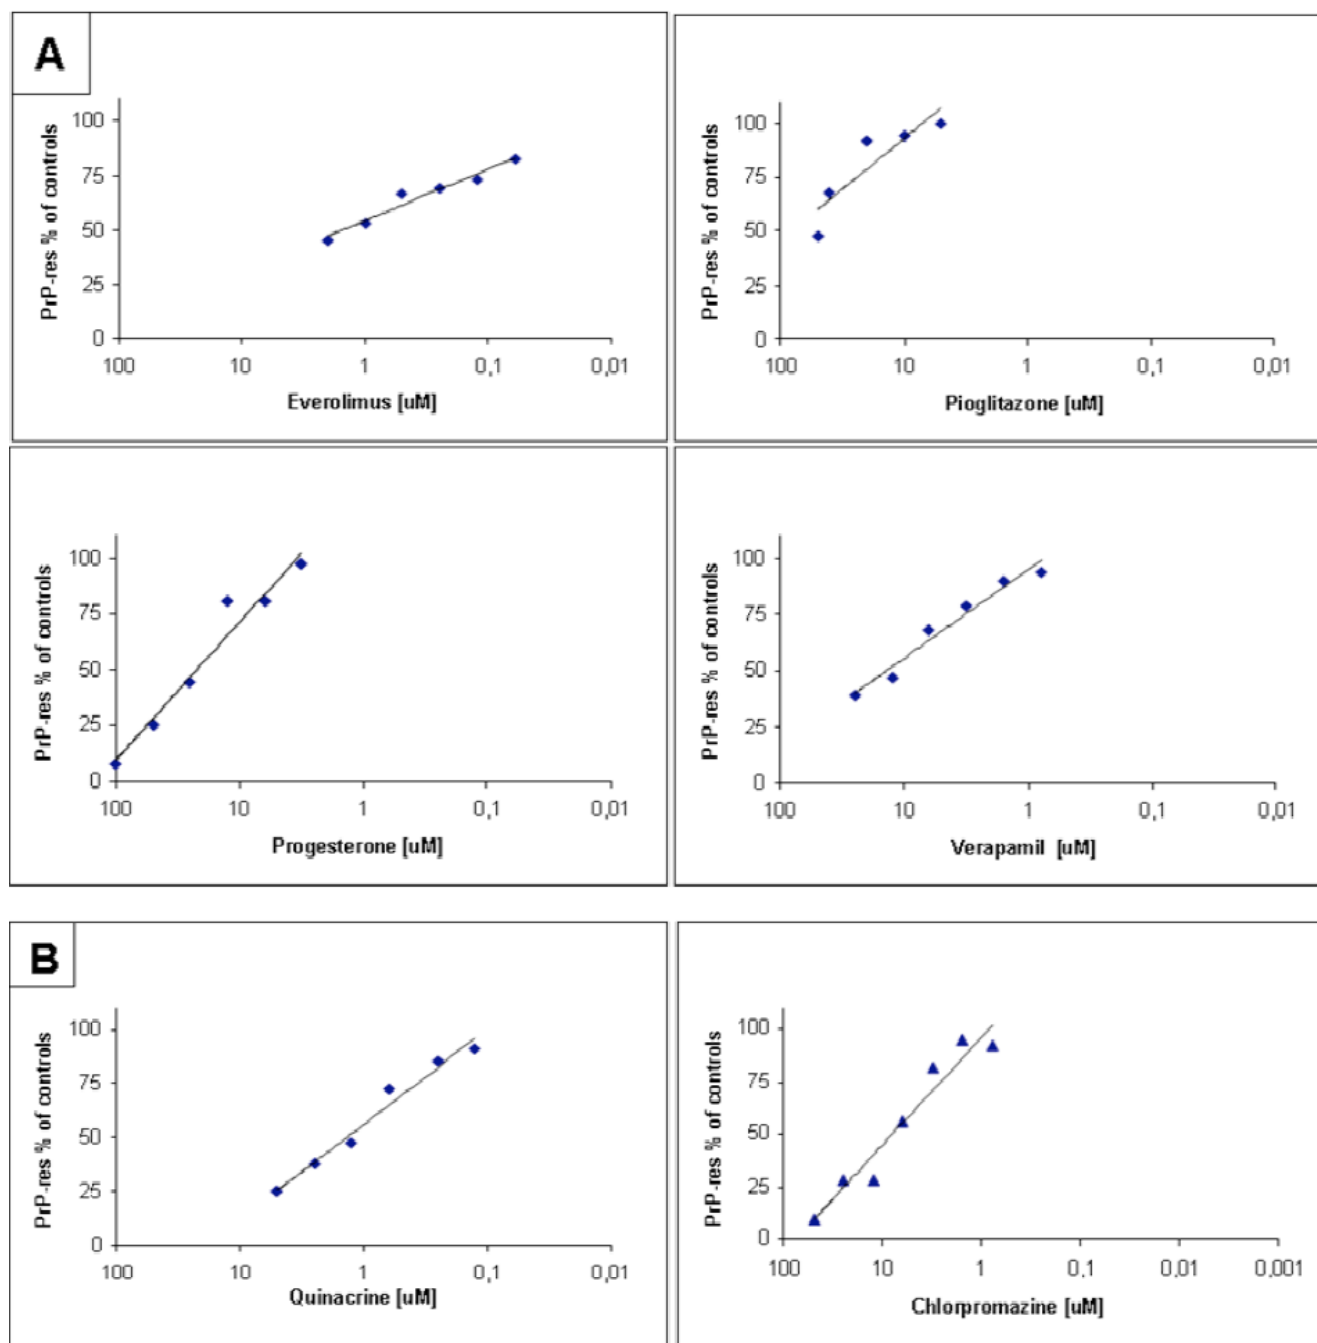 A
PrP-res % of controls
100
75
50
25
0
100 10 1 0,1 0,01
Everolimus [uM]
PrP-res % of controls
100
75
50
25
0
100 10 1 0,1 0,01
Pioglitazone [uM]
PrP-res % of controls
100
75
50
25
0
100 10 1 0,1 0,01
Progesterone [uM]
PrP-res % of controls
100
75
50
25
0
100 10 1 0,1 0,01
Verapamil [uM]
B
PrP-res % of controls
100
75
50
25
0
100 10 1 0,1 0,01
Quinacrine [uM]
PrP-res % of controls
100
75
50
25
0
100 10 1 0,1 0,01 0,001
Chlorpromazine [uM]